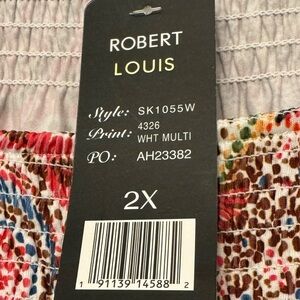 ROBERT
LOUIS
Style: SK1055W
Print: 4326
WHT MULTI
PO: AH23382
2X
1 91139 14588 2